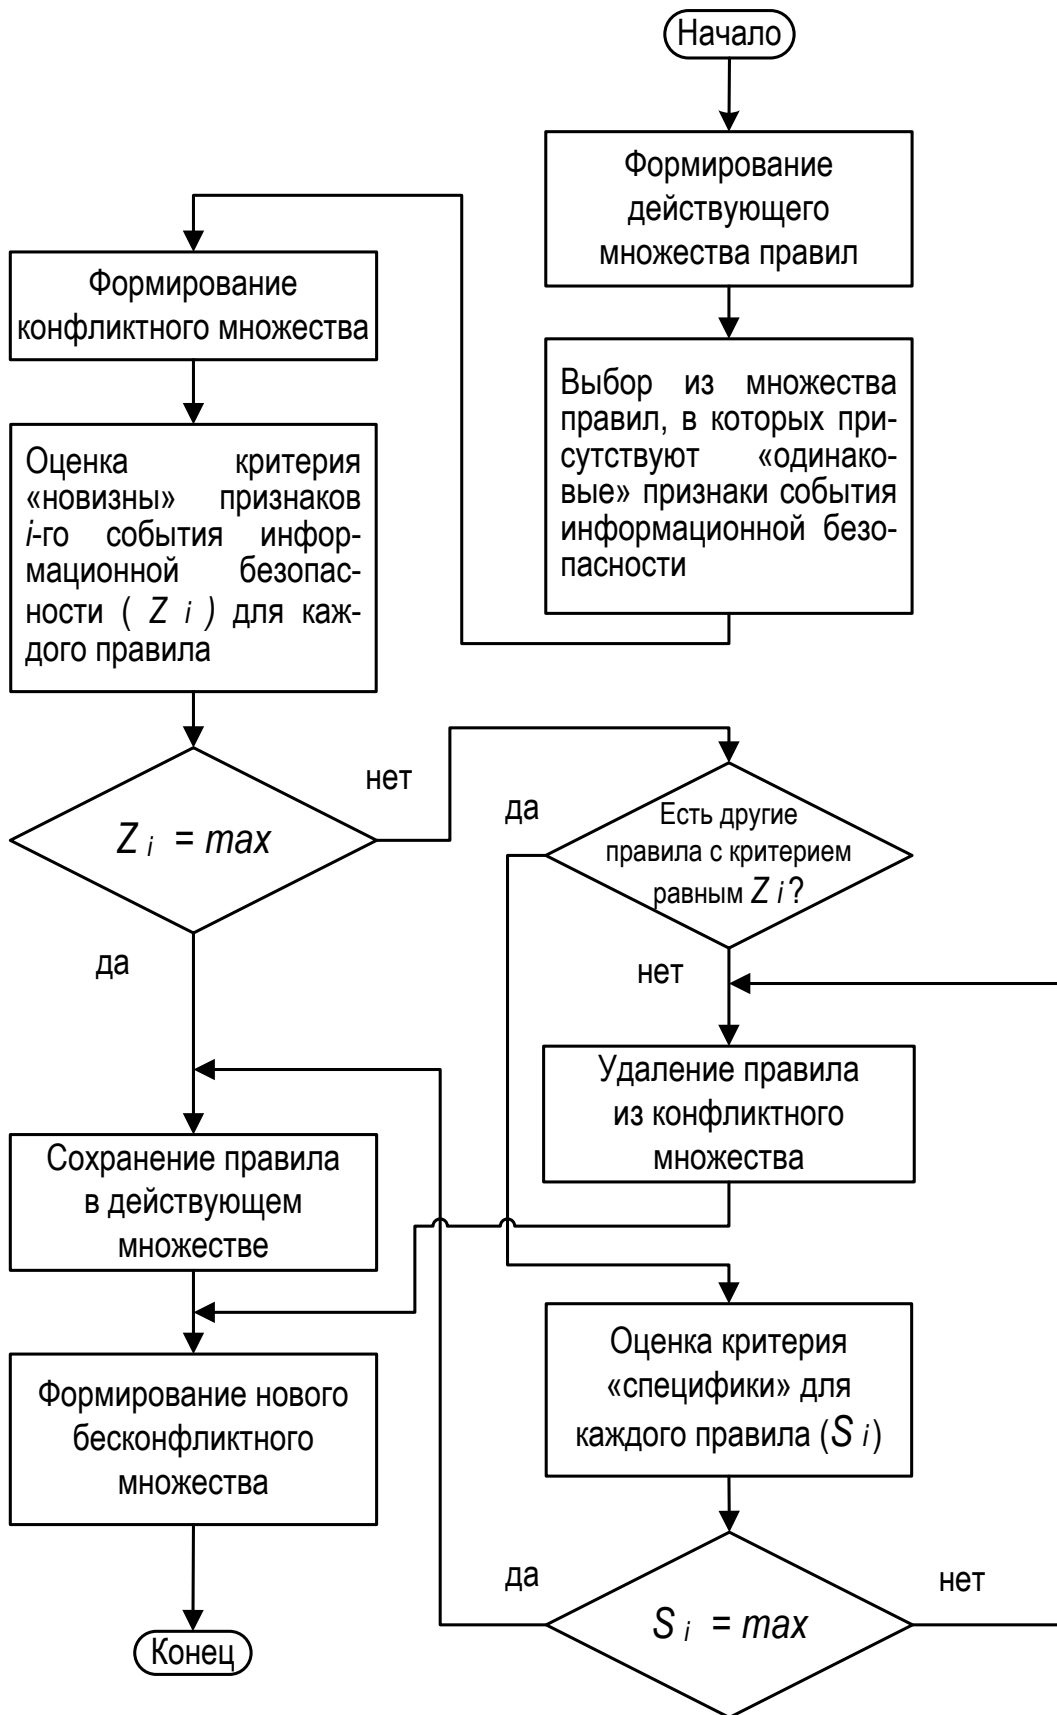 Начало
Формирование
действующего
множества правил
Выбор из множества
правил, в которых при-
сутствуют «одинако-
вые» признаки события
информационной безо-
пасности
Формирование
конфликтного множества
Оценка критерия
«новизны» признаков
i-го события инфор-
мационной безопас-
ности ( Z i ) для каж-
дого правила
Z i = max
нет
да
да
Есть другие
правила с критерием
равным Z i?
нет
Удаление правила
из конфликтного
множества
Сохранение правила
в действующем
множестве
Формирование нового
бесконфликтного
множества
Оценка критерия
«специфики» для
каждого правила (S i)
да
S i = max
нет
Конец